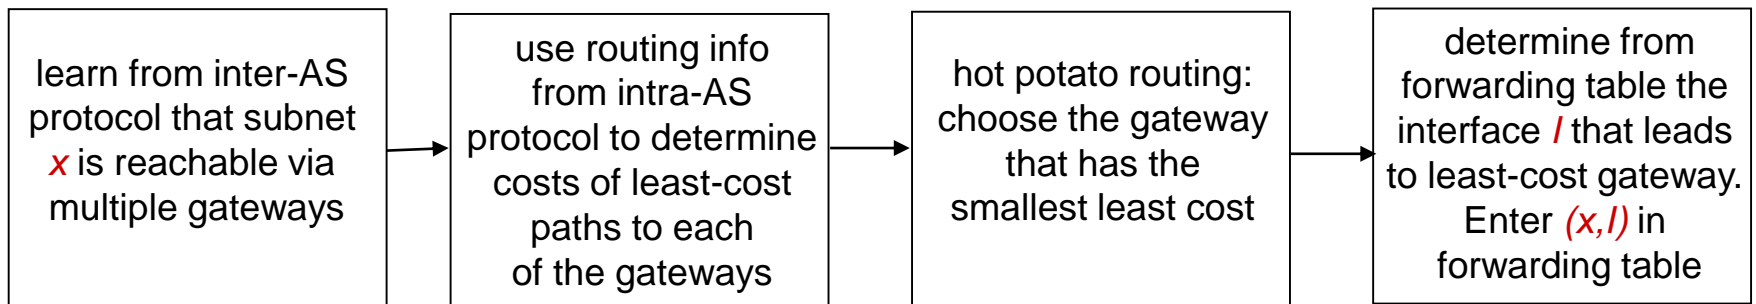 learn from inter-AS
protocol that subnet
x is reachable via
multiple gateways
use routing info
from intra-AS
protocol to determine
costs of least-cost
paths to each
of the gateways
hot potato routing:
choose the gateway
that has the
smallest least cost
determine from
forwarding table the
interface I that leads
to least-cost gateway.
Enter (x,I) in
forwarding table